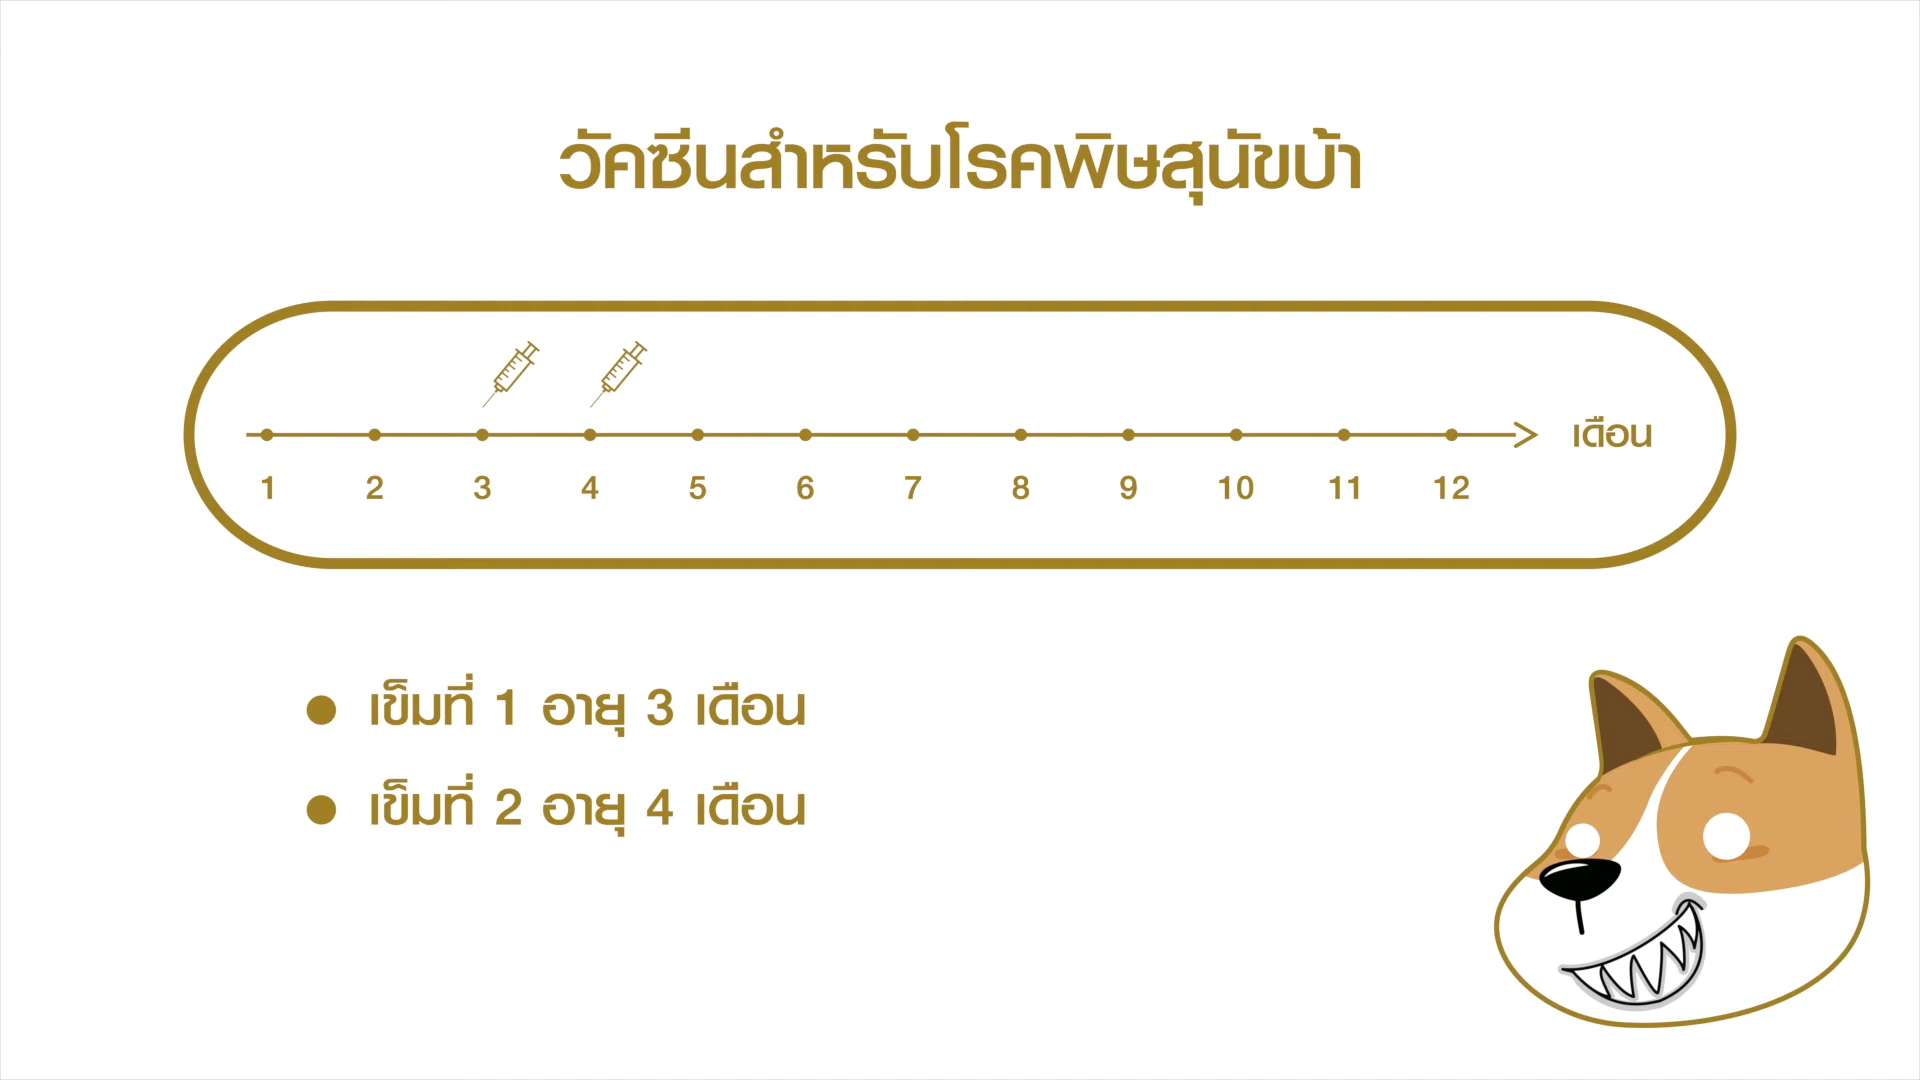 วัคซีนสำหรับโรคพิษสุนัขบ้า
เดือน
1 2 3 4 5 6 7 8 9 10 11 12
เข็มที่ 1 อายุ 3 เดือน
เข็มที่ 2 อายุ 4 เดือน